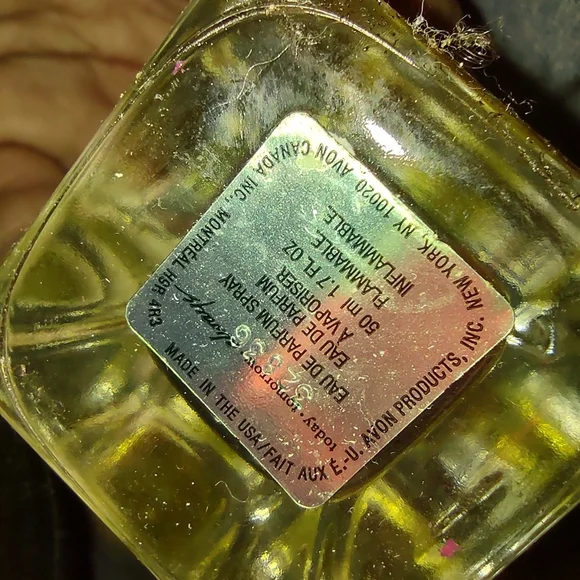 today tomorrow always
EAU DE PARFUM SPRAY
EAU DE PARFUM
A VAPORISER
50 ml 1.7 FL OZ
FLAMMABLE.
INFLAMMABLE.
MADE IN THE USA/FAIT AUX É.-U. AVON PRODUCTS, INC. NEW YORK, NY 10020, AVON CANADA INC., MONTRÉAL H9R 4R3